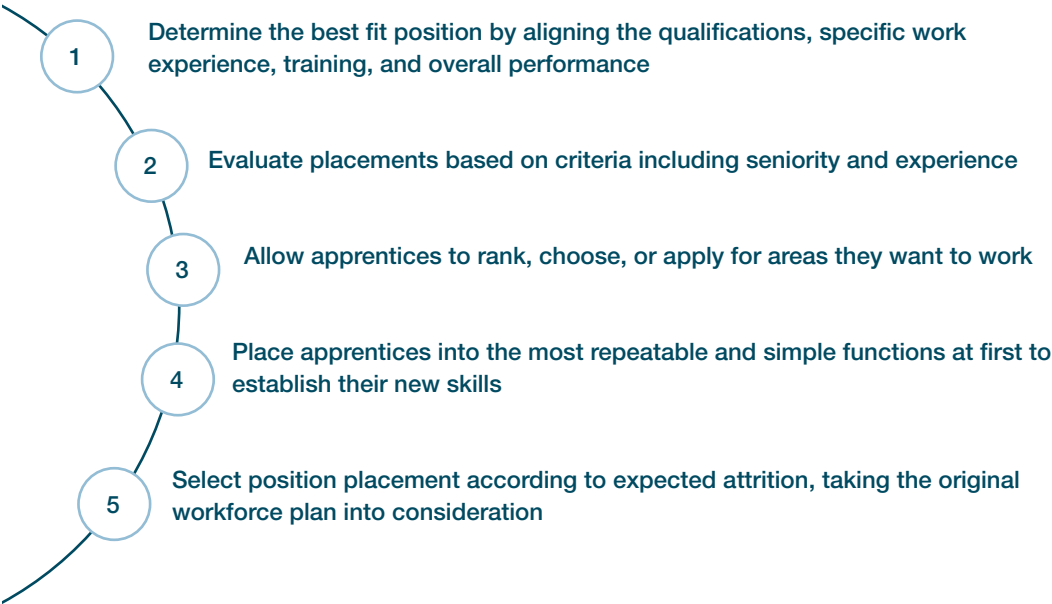 1
Determine the best fit position by aligning the qualifications, specific work
experience, training, and overall performance
2
Evaluate placements based on criteria including seniority and experience
3
Allow apprentices to rank, choose, or apply for areas they want to work
4
Place apprentices into the most repeatable and simple functions at first to
establish their new skills
5
Select position placement according to expected attrition, taking the original
workforce plan into consideration